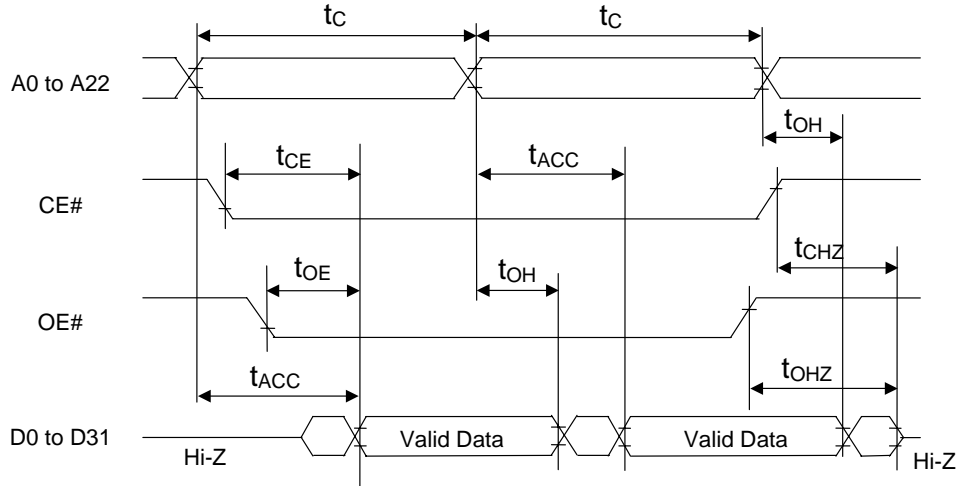 tC tC
A0 to A22
tOH
tCE tACC
CE#
tCHZ
tOE tOH
OE#
tACC tOHZ
D0 to D31 Valid Data Valid Data
Hi-Z Hi-Z